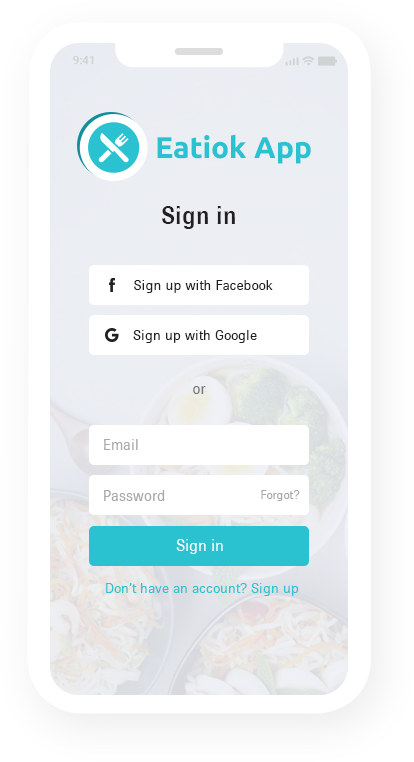 9:41
Eatiok App
Sign in
Sign up with Facebook
Sign up with Google
or
Email
Password Forgot?
Sign in
Don't have an account? Sign up